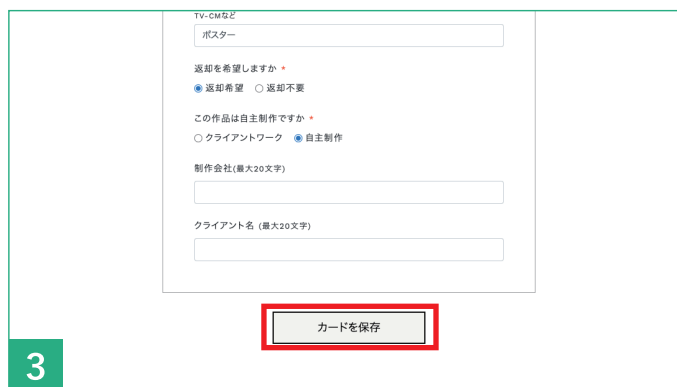 TV-CMなど
ポスター
返却を希望しますか *
返却希望 返却不要
この作品は自主制作ですか *
クライアントワーク 自主制作
制作会社(最大20文字)
クライアント名 (最大20文字)
カードを保存
3